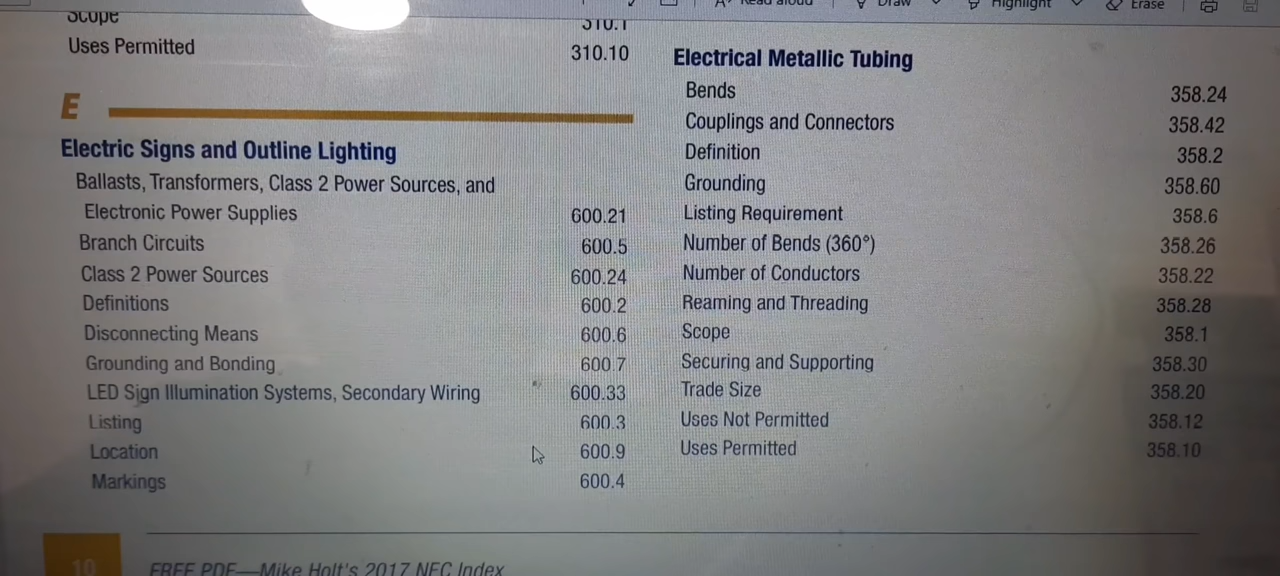 Read aloud
Draw
Highlight
Erase
Scope 310.1
Uses Permitted 310.10
E
Electric Signs and Outline Lighting
Ballasts, Transformers, Class 2 Power Sources, and
Electronic Power Supplies 600.21
Branch Circuits 600.5
Class 2 Power Sources 600.24
Definitions 600.2
Disconnecting Means 600.6
Grounding and Bonding 600.7
LED Sign Illumination Systems, Secondary Wiring 600.33
Listing 600.3
Location 600.9
Markings 600.4
Electrical Metallic Tubing
Bends 358.24
Couplings and Connectors 358.42
Definition 358.2
Grounding 358.60
Listing Requirement 358.6
Number of Bends (360°) 358.26
Number of Conductors 358.22
Reaming and Threading 358.28
Scope 358.1
Securing and Supporting 358.30
Trade Size 358.20
Uses Not Permitted 358.12
Uses Permitted 358.10
10 FREE PDF—Mike Holt's 2017 NEC Index